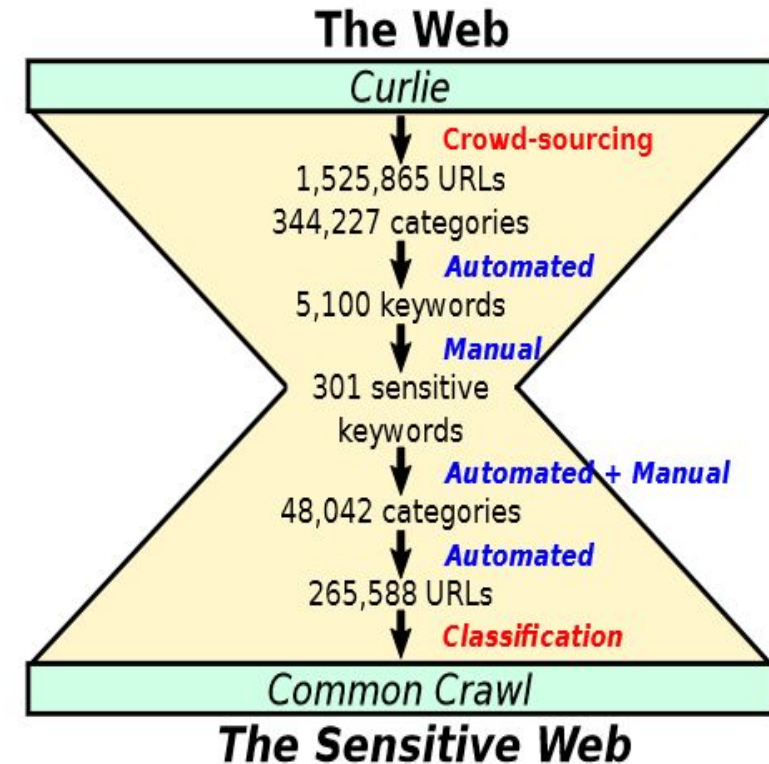 The Web
Curlie
Crowd-sourcing
1,525,865 URLs
344,227 categories
Automated
5,100 keywords
Manual
301 sensitive
keywords
Automated + Manual
48,042 categories
Automated
265,588 URLs
Classification
Common Crawl
The Sensitive Web